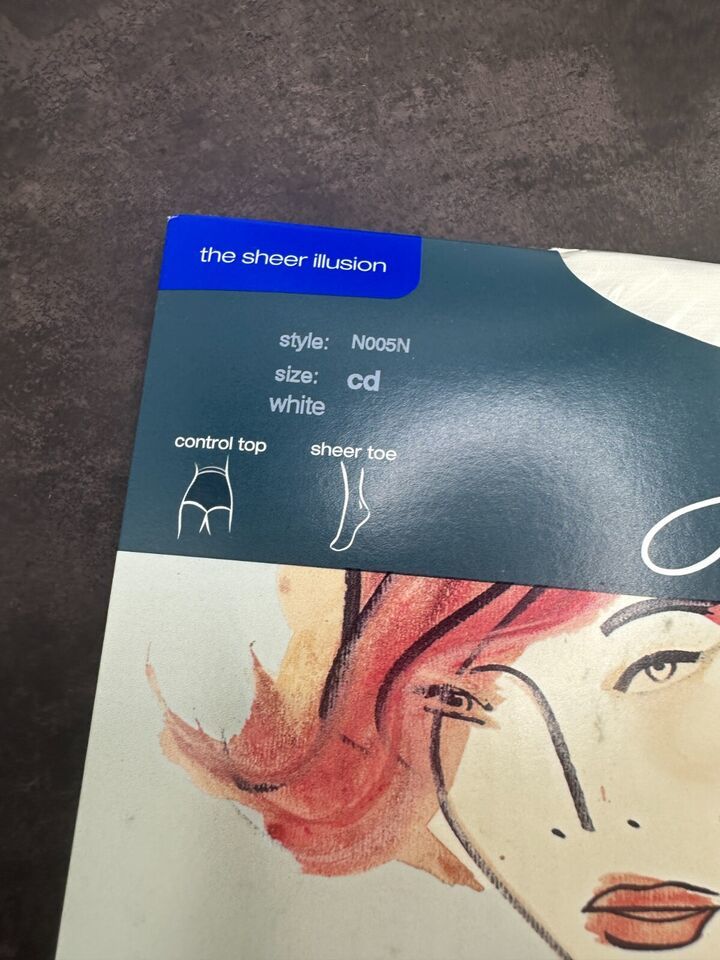 the sheer illusion
style: N005N
size: cd
white
control top sheer toe